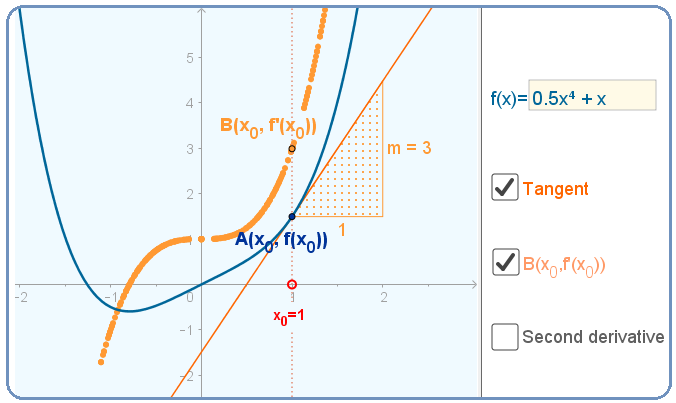 5
4
3
2
-1
-2
-2
-1
0
1
2
B(x₀, f'(x₀))
m = 3
1
A(x₀, f(x₀))
x₀=1
f(x)= 0.5x⁴ + x
Tangent
B(x₀,f'(x₀))
Second derivative